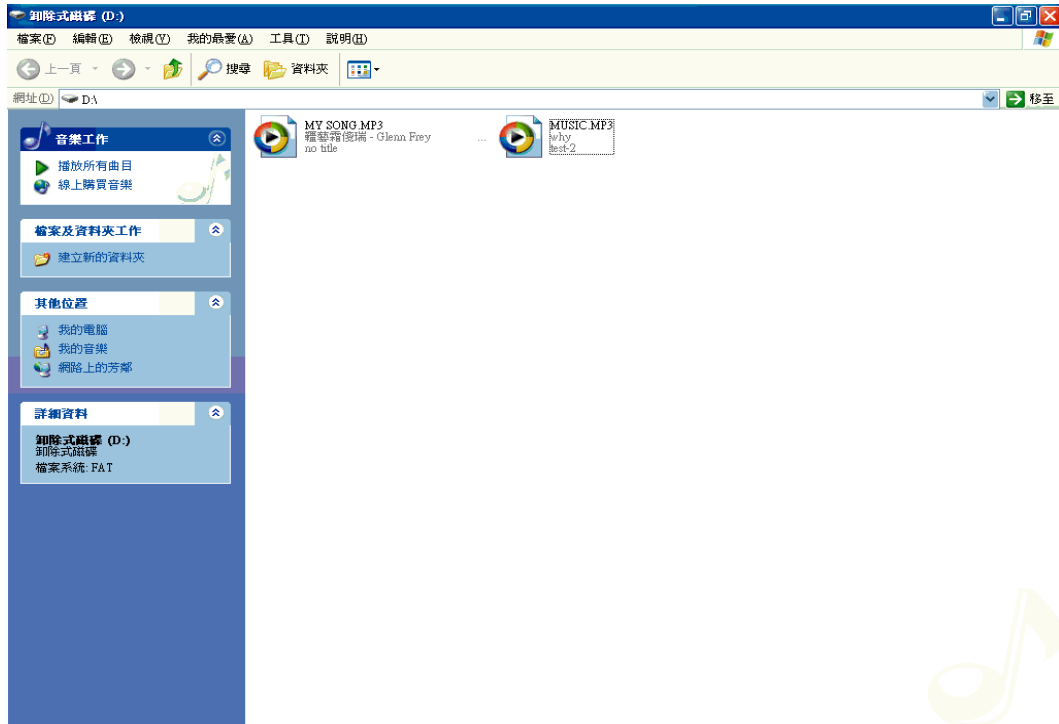 卸除式磁碟 (D:)
檔案(F) 編輯(E) 檢視(V) 我的最愛(A) 工具(T) 說明(H)
上一頁 搜尋 資料夾
網址(D) D:\ 移至
音樂工作
播放所有曲目
線上購買音樂
檔案及資料夾工作
建立新的資料夾
其他位置
我的電腦
我的音樂
網路上的芳鄰
詳細資料
卸除式磁碟 (D:)
卸除式磁碟
檔案系統: FAT
MY SONG.MP3
- Glenn Frey ...
no title
MUSIC.MP3
why
test-2